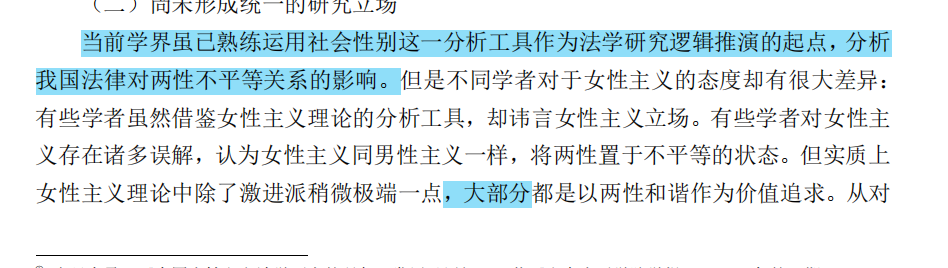 （二）尚未形成统一的研究立场
当前学界虽已熟练运用社会性别这一分析工具作为法学研究逻辑推演的起点，分析
我国法律对两性不平等关系的影响。但是不同学者对于女性主义的态度却有很大差异：
有些学者虽然借鉴女性主义理论的分析工具，却讳言女性主义立场。有些学者对女性主
义存在诸多误解，认为女性主义同男性主义一样，将两性置于不平等的状态。但实质上
女性主义理论中除了激进派稍微极端一点，大部分都是以两性和谐作为价值追求。从对